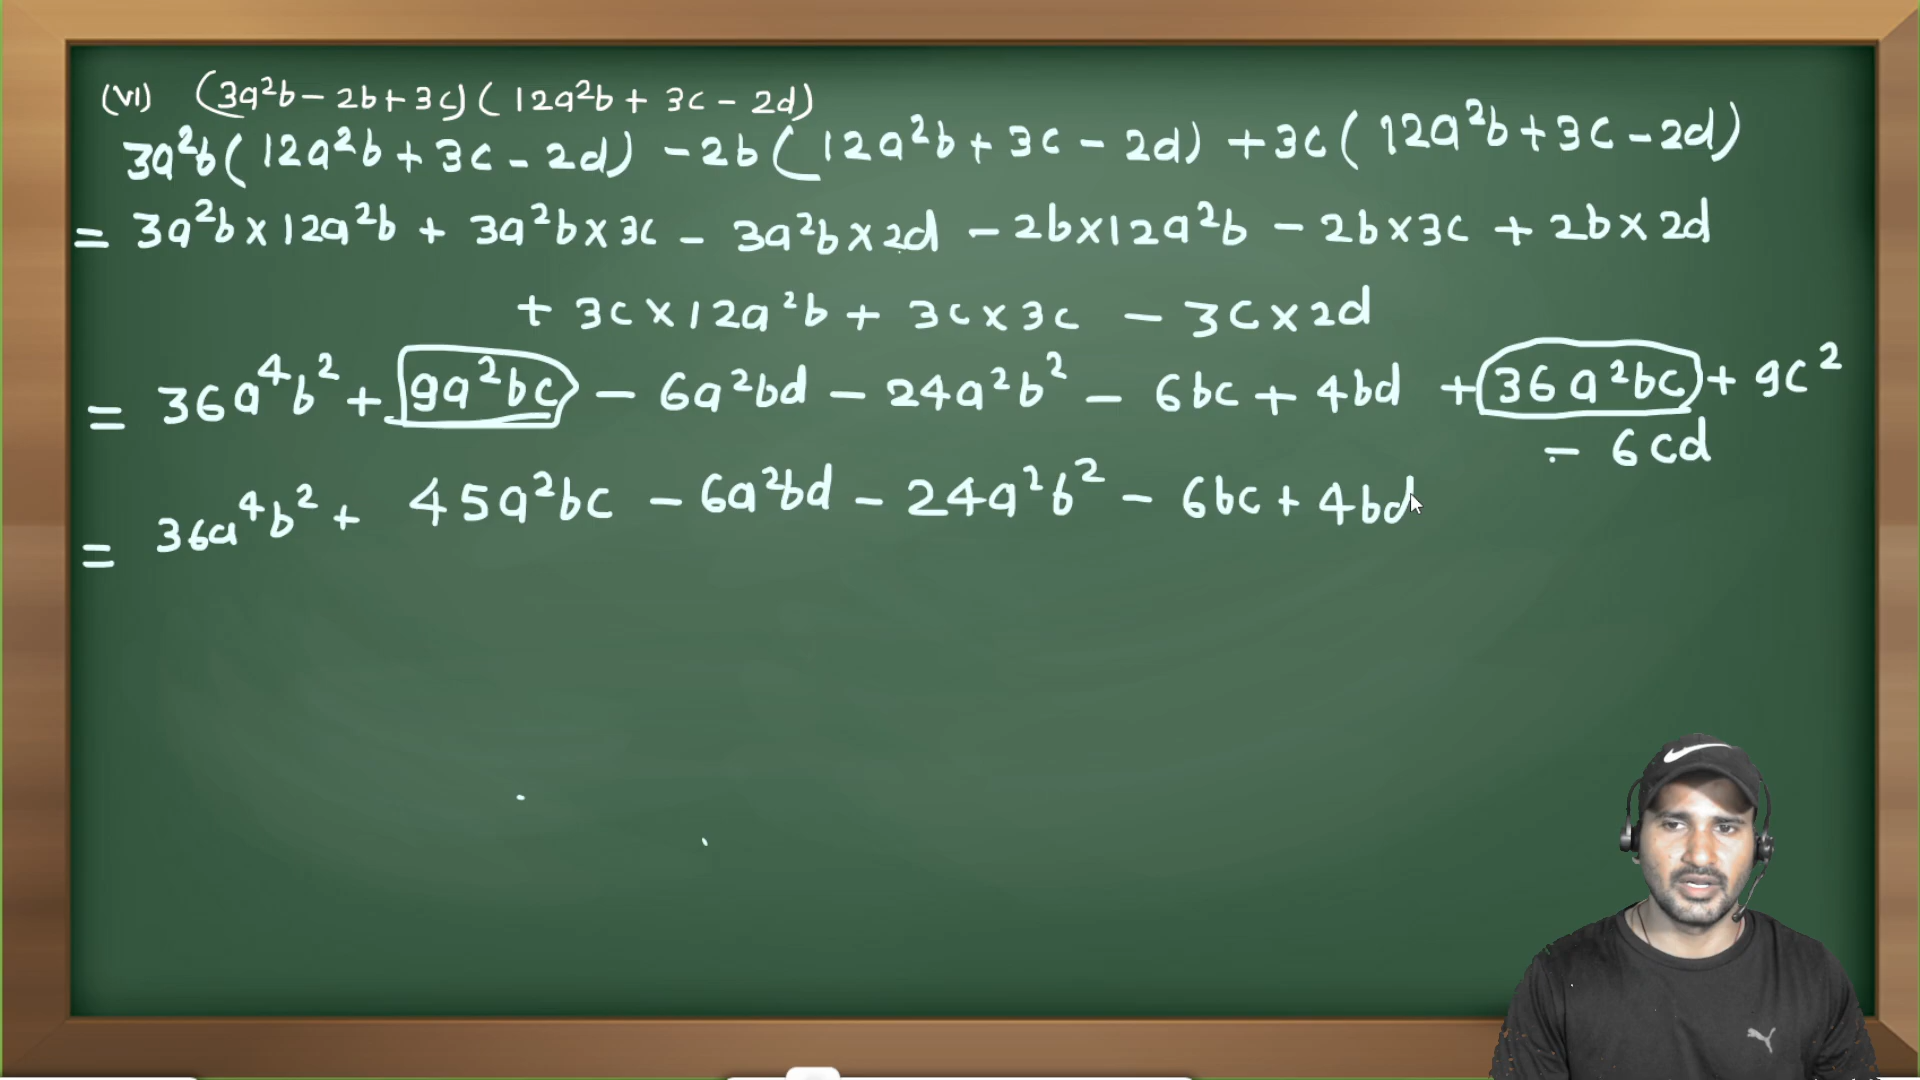 (VI) (3a²b - 2b + 3c) (12a²b + 3c - 2d)
3a²b(12a²b + 3c - 2d) - 2b(12a²b + 3c - 2d) + 3c(12a²b + 3c - 2d)
= 3a²b × 12a²b + 3a²b × 3c - 3a²b × 2d - 2b × 12a²b - 2b × 3c + 2b × 2d
+ 3c × 12a²b + 3c × 3c - 3c × 2d
= 36a⁴b² + 9a²bc - 6a²bd - 24a²b² - 6bc + 4bd + 36a²bc + 9c²
- 6cd
= 36a⁴b² + 45a²bc - 6a²bd - 24a²b² - 6bc + 4bd